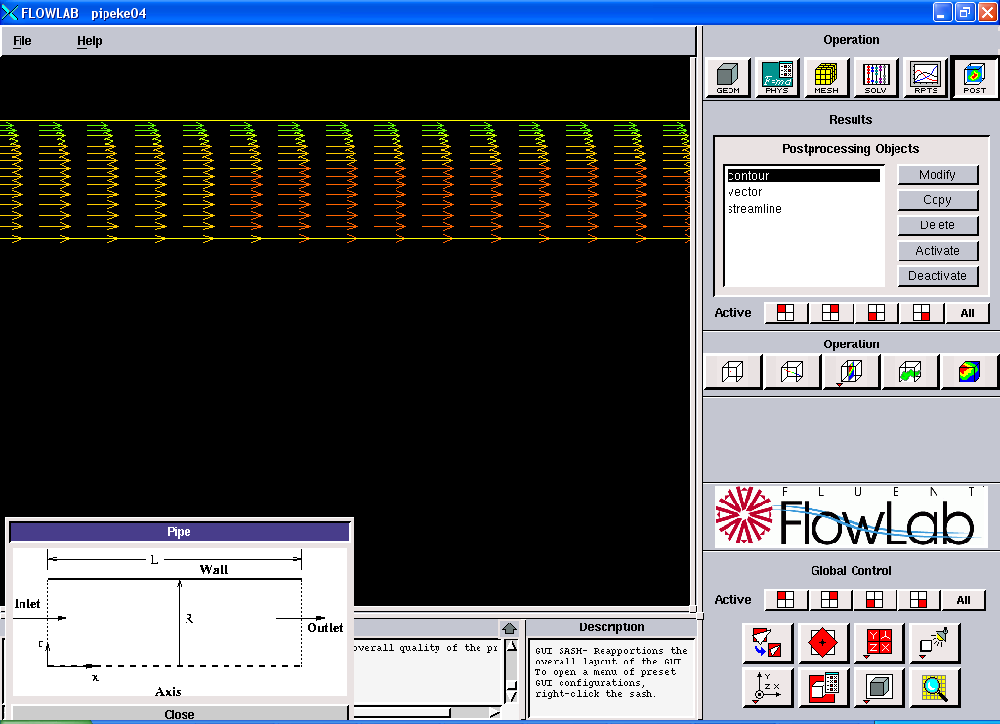 FLOWLAB pipeke04
File Help
Operation
GEOM PHYS MESH SOLV RPTS POST
F=ma
Results
Postprocessing Objects
contour
vector
streamline
Modify
Copy
Delete
Activate
Deactivate
Active All
Operation
FLUENT
FlowLab
Global Control
Active All
Y
Z X
Y
Z X
Pipe
L
Wall
Inlet
R
Outlet
r
x
Axis
Close
overall quality of the pr
Description
GUI SASH- Reapportions the
overall layout of the GUI.
To open a menu of preset
GUI configurations,
right-click the sash.